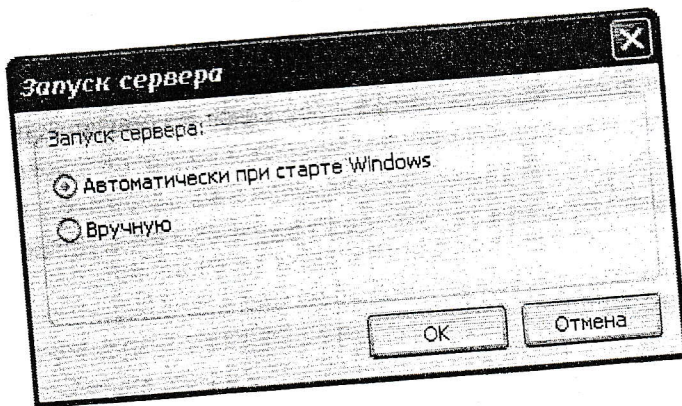 Запуск сервера
Запуск сервера:
Автоматически при старте Windows
Вручную
OK
Отмена